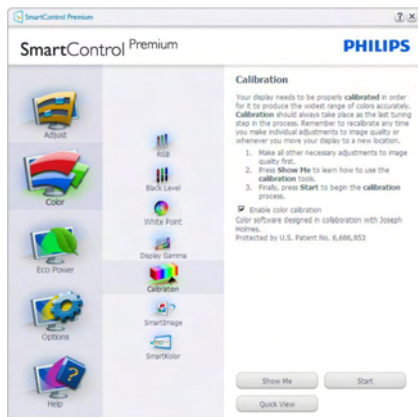 SmartControl Premium
SmartControl Premium
PHILIPS
Adjust
Color
Eco Power
Options
Help
RGB
Black Level
White Point
Display Gamma
Calibration
SmartImage
SmartKolor
Calibration
Your display needs to be properly calibrated in order
for it to produce the widest range of colors accurately.
Calibration should always take place as the last tuning
step in the process. Remember to recalibrate any time
you make individual adjustments to image quality or
whenever you move your display to a new location.
1. Make all other necessary adjustments to image
quality first.
2. Press Show Me to learn how to use the
calibration tools.
3. Finally, press Start to begin the calibration
process.
Enable color calibration
Color software designed in collaboration with Joseph
Holmes.
Protected by U.S. Patent No. 6,686,953
Show Me
Start
Quick View